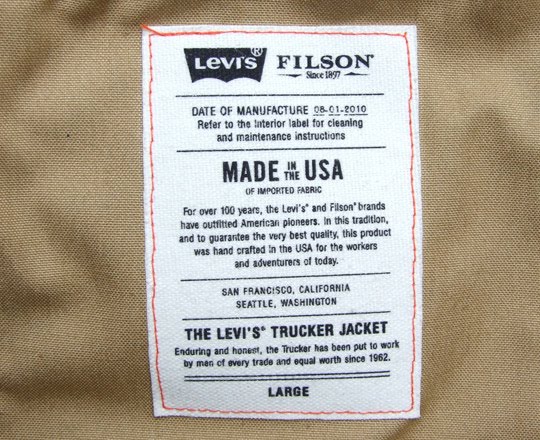 Levi's® FILSON®
Since 1897
DATE OF MANUFACTURE 08-01-2010
Refer to the interior label for cleaning
and maintenance instructions
MADE IN THE USA
OF IMPORTED FABRIC
For over 100 years, the Levi's® and Filson® brands
have outfitted American pioneers. In this tradition,
and to guarantee the very best quality, this product
was hand crafted in the USA for the workers
and adventurers of today.
SAN FRANCISCO, CALIFORNIA
SEATTLE, WASHINGTON
THE LEVI'S® TRUCKER JACKET
Enduring and honest, the Trucker has been put to work
by men of every trade and equal worth since 1962.
LARGE